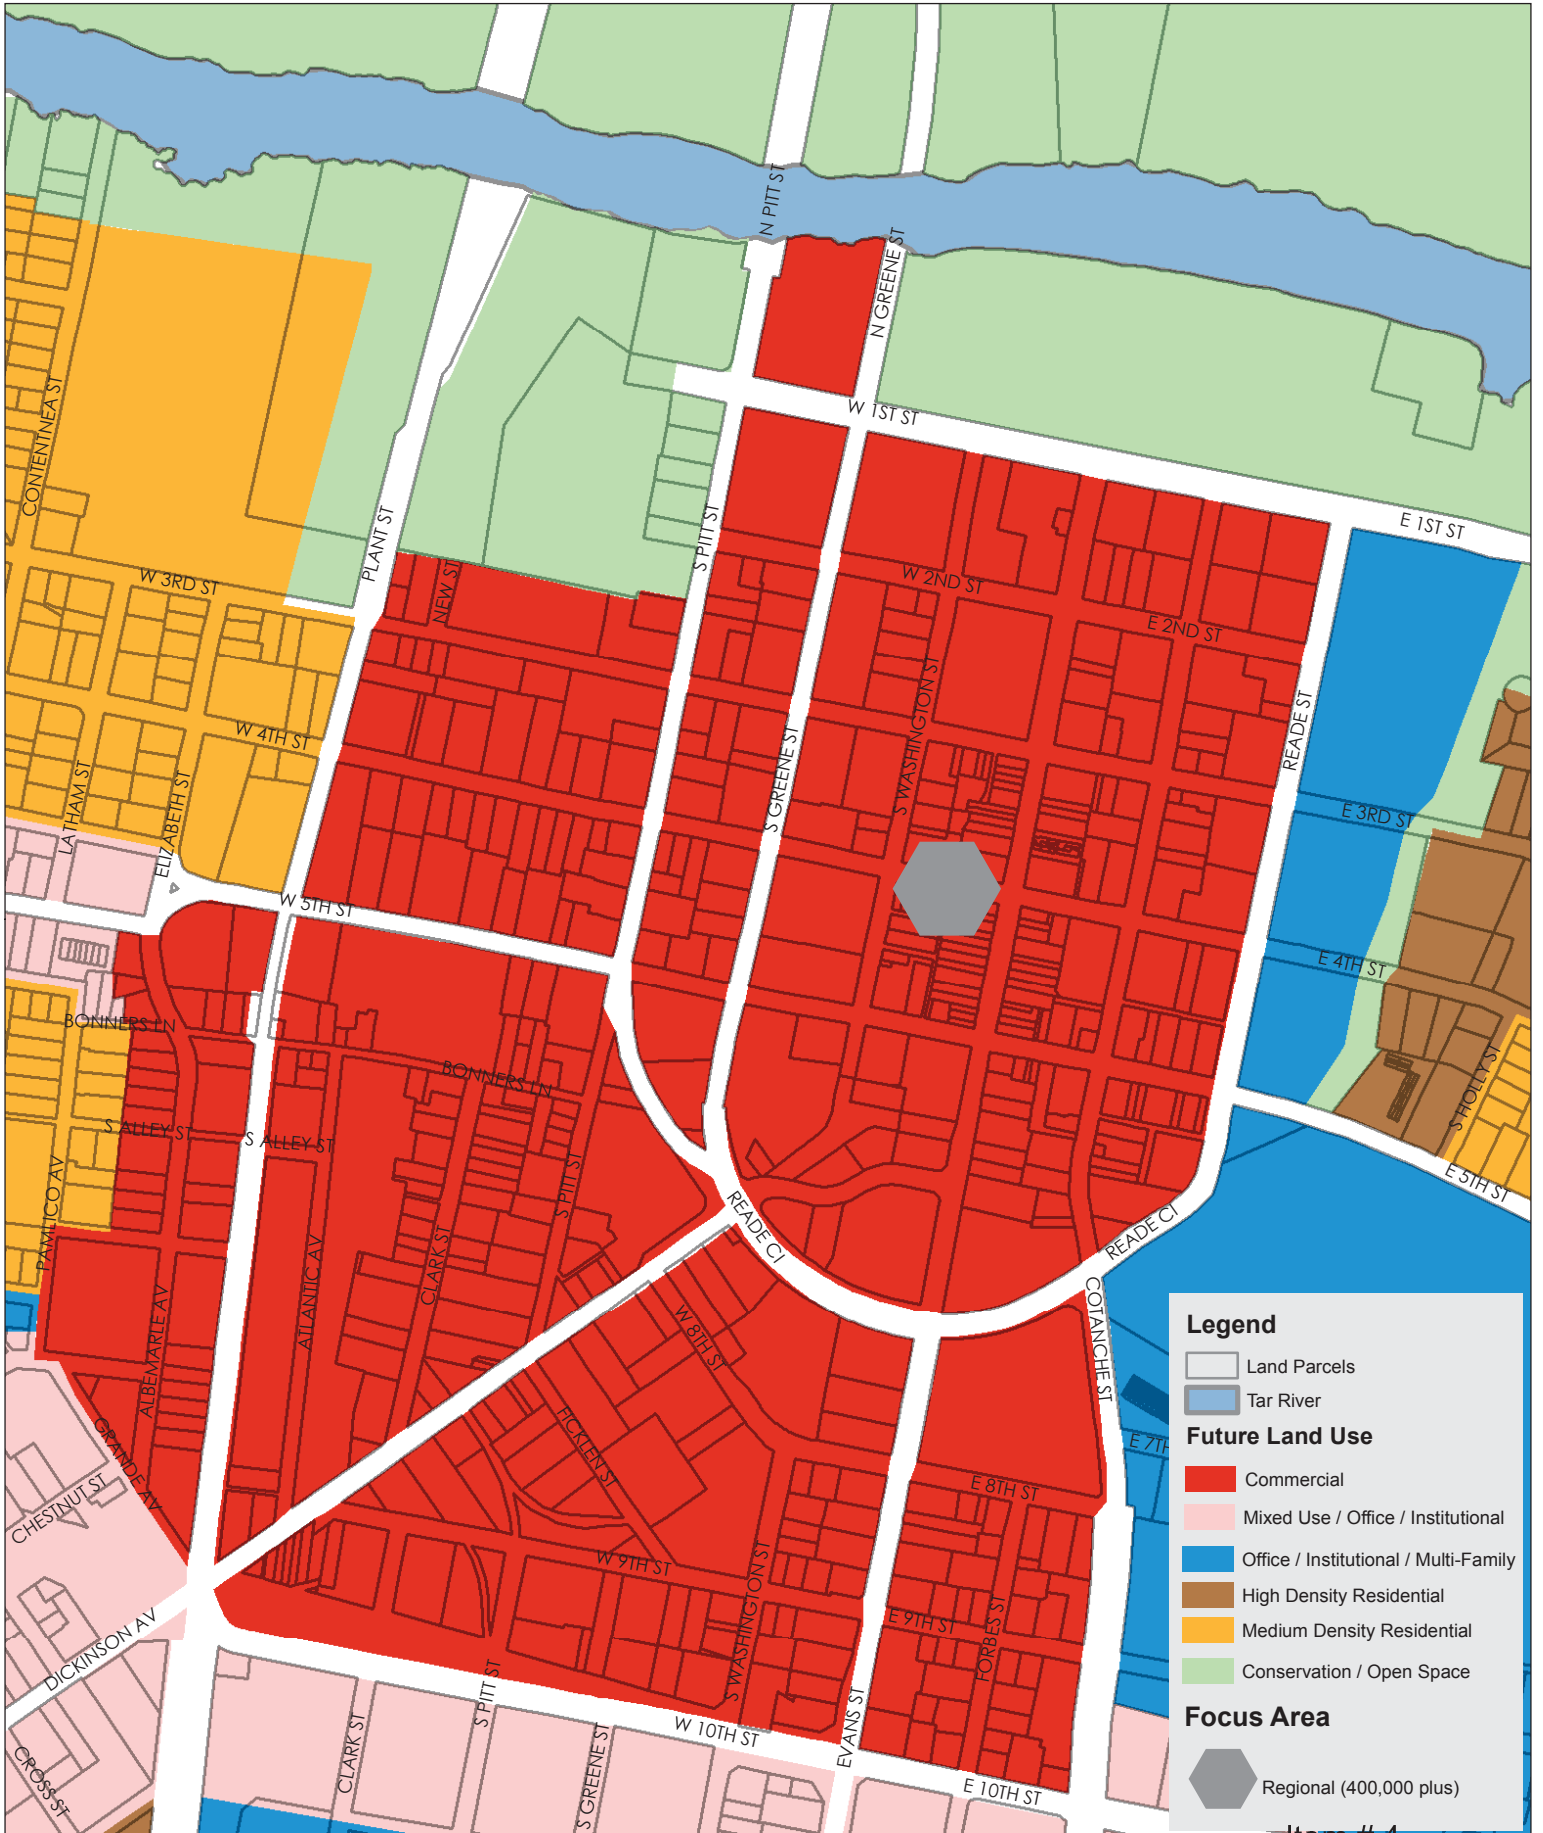 N PITT ST
N GREENE ST
W 1ST ST
E 1ST ST
CONTENTNEA ST
PLANT ST
S PITT ST
W 3RD ST
NEW ST
W 2ND ST
E 2ND ST
W 4TH ST
S WASHINGTON ST
READE ST
LATHAM ST
ELIZABETH ST
S GREENE ST
E 3RD ST
W 5TH ST
E 4TH ST
BONNERS LN
BONNERS LN
S HOLLY ST
S ALLEY ST
S ALLEY ST
E 5TH ST
PAMLICO AV
S PITT ST
READE CI
READE CI
CLARK ST
ATLANTIC AV
ALBEMARLE AV
W 8TH ST
COTANCHE ST
GRANDE AV
FICKLEN ST
E 7TH
CHESTNUT ST
E 8TH ST
W 9TH ST
S WASHINGTON ST
E 9TH ST
FORBES ST
DICKINSON AV
S PITT ST
W 10TH ST
EVANS ST
CLARK ST
S GREENE ST
E 10TH ST
CROSS ST
Legend
Land Parcels
Tar River
Future Land Use
Commercial
Mixed Use / Office / Institutional
Office / Institutional / Multi-Family
High Density Residential
Medium Density Residential
Conservation / Open Space
Focus Area
Regional (400,000 plus)